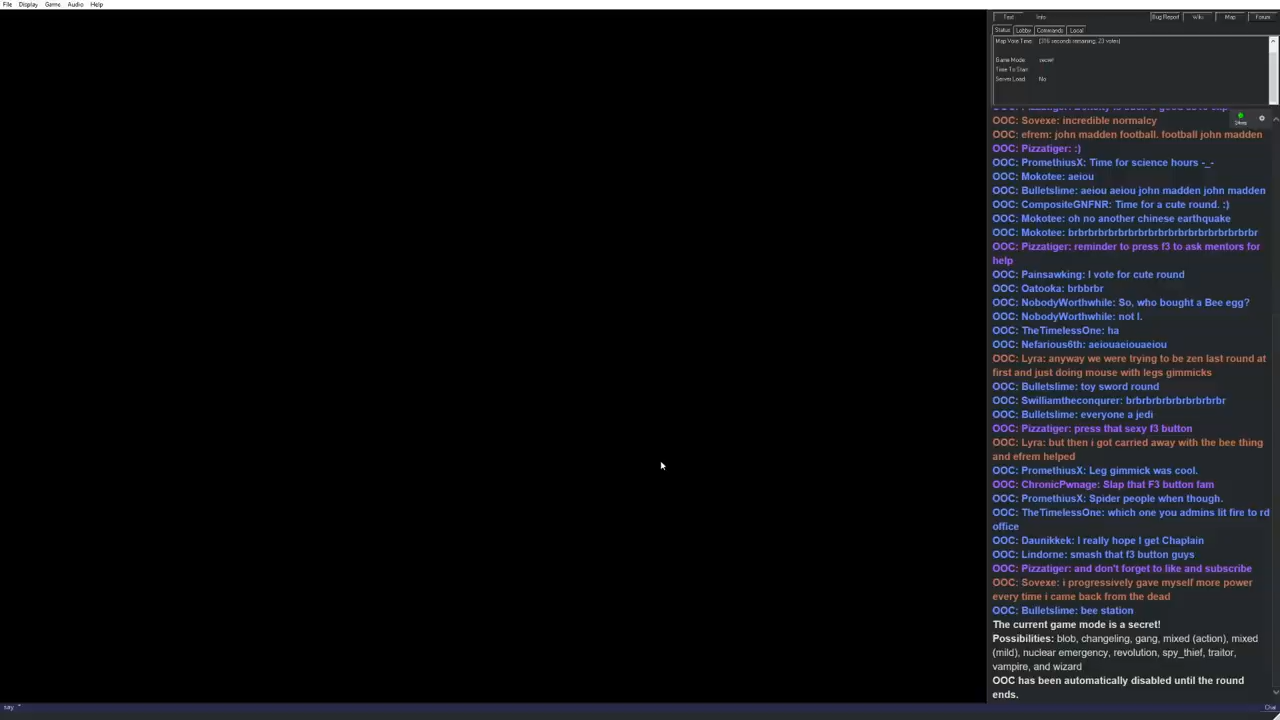 File Display Game Audio Help
Text Info Bug Report Wiki Map Forum
Status Lobby Commands Local
Map Vote Time: [316 seconds remaining, 23 votes]
Game Mode: secret
Time To Start:
Server Load: No
OOC: Sovexe: incredible normalcy
OOC: efrem: john madden football. football john madden
OOC: Pizzatiger: :)
OOC: PromethiusX: Time for science hours -_-
OOC: Mokotee: aeiou
OOC: Bulletslime: aeiou aeiou john madden john madden
OOC: CompositeGNFNR: Time for a cute round. :)
OOC: Mokotee: oh no another chinese earthquake
OOC: Mokotee: brbrbrbrbrbrbrbrbrbrbrbrbrbrbrbrbrbr
OOC: Pizzatiger: reminder to press f3 to ask mentors for
help
OOC: Painsawking: I vote for cute round
OOC: Oatooka: brbbrbr
OOC: NobodyWorthwhile: So, who bought a Bee egg?
OOC: NobodyWorthwhile: not I.
OOC: TheTimelessOne: ha
OOC: Nefarious6th: aeiouaeiouaeiou
OOC: Lyra: anyway we were trying to be zen last round at
first and just doing mouse with legs gimmicks
OOC: Bulletslime: toy sword round
OOC: Swilliamtheconqurer: brbrbrbrbrbrbrbrbr
OOC: Bulletslime: everyone a jedi
OOC: Pizzatiger: press that sexy f3 button
OOC: Lyra: but then i got carried away with the bee thing
and efrem helped
OOC: PromethiusX: Leg gimmick was cool.
OOC: ChronicPwnage: Slap that F3 button fam
OOC: PromethiusX: Spider people when though.
OOC: TheTimelessOne: which one you admins lit fire to rd
office
OOC: Daunikkek: I really hope I get Chaplain
OOC: Lindorne: smash that f3 button guys
OOC: Pizzatiger: and don't forget to like and subscribe
OOC: Sovexe: i progressively gave myself more power
every time i came back from the dead
OOC: Bulletslime: bee station
The current game mode is a secret!
Possibilities: blob, changeling, gang, mixed (action), mixed
(mild), nuclear emergency, revolution, spy_thief, traitor,
vampire, and wizard
OOC has been automatically disabled until the round
ends.
say "
Chat